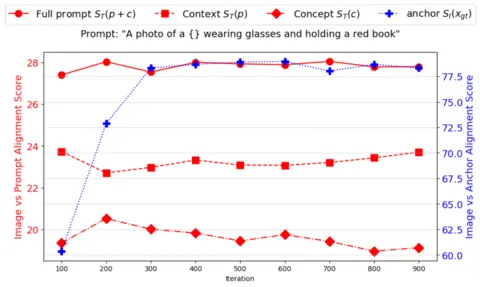 Full prompt S_T(p + c) Context S_T(p) Concept S_T(c) anchor S_I(x_gt)
Prompt: "A photo of a {} wearing glasses and holding a red book"
Image vs Prompt Alignment Score
28
26
24
22
20
77.5
75.0
72.5
70.0
67.5
65.0
62.5
60.0
Image vs Anchor Alignment Score
100 200 300 400 500 600 700 800 900
Iteration